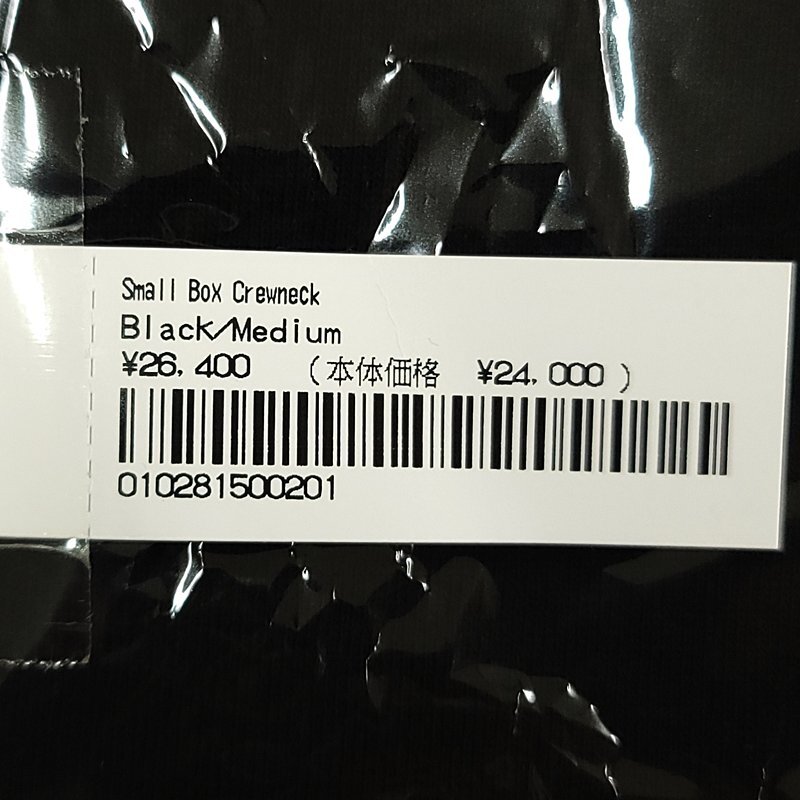 Small Box Crewneck
Black/Medium
¥26,400 (本体価格 ¥24,000)
010281500201